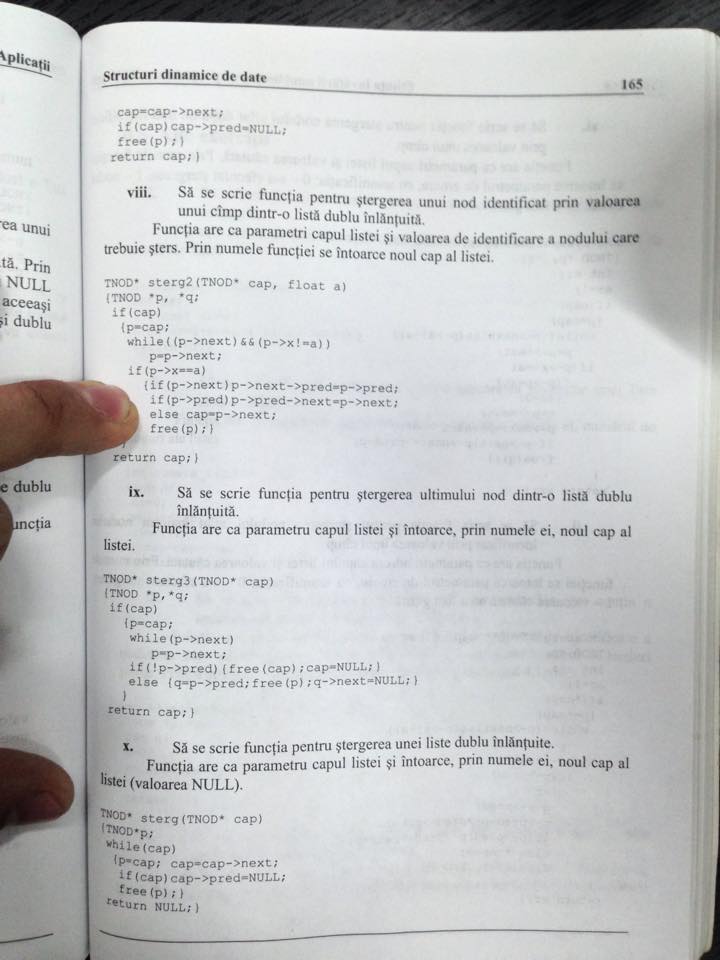 Aplicații
rea unui
tă. Prin
NULL
aceeași
și dublu
e dublu
uncția
Structuri dinamice de date 165
cap=cap->next;
if(cap)cap->pred=NULL;
free(p);}
return cap;}
viii. Să se scrie funcția pentru ștergerea unui nod identificat prin valoarea
unui cîmp dintr-o listă dublu înlănțuită.
Funcția are ca parametri capul listei și valoarea de identificare a nodului care
trebuie șters. Prin numele funcției se întoarce noul cap al listei.
TNOD* sterg2(TNOD* cap, float a)
{TNOD *p, *q;
if(cap)
{p=cap;
while((p->next)&&(p->x!=a))
p=p->next;
if(p->x==a)
{if(p->next)p->next->pred=p->pred;
if(p->pred)p->pred->next=p->next;
else cap=p->next;
free(p);}
return cap;}
ix. Să se scrie funcția pentru ștergerea ultimului nod dintr-o listă dublu
înlănțuită.
Funcția are ca parametru capul listei și întoarce, prin numele ei, noul cap al
listei.
TNOD* sterg3(TNOD* cap)
{TNOD *p,*q;
if(cap)
{p=cap;
while(p->next)
p=p->next;
if(!p->pred){free(cap);cap=NULL;}
else {q=p->pred;free(p);q->next=NULL;}
}
return cap;}
x. Să se scrie funcția pentru ștergerea unei liste dublu înlănțuite.
Funcția are ca parametru capul listei și întoarce, prin numele ei, noul cap al
listei (valoarea NULL).
TNOD* sterg(TNOD* cap)
{TNOD*p;
while(cap)
{p=cap; cap=cap->next;
if(cap)cap->pred=NULL;
free(p);}
return NULL;}